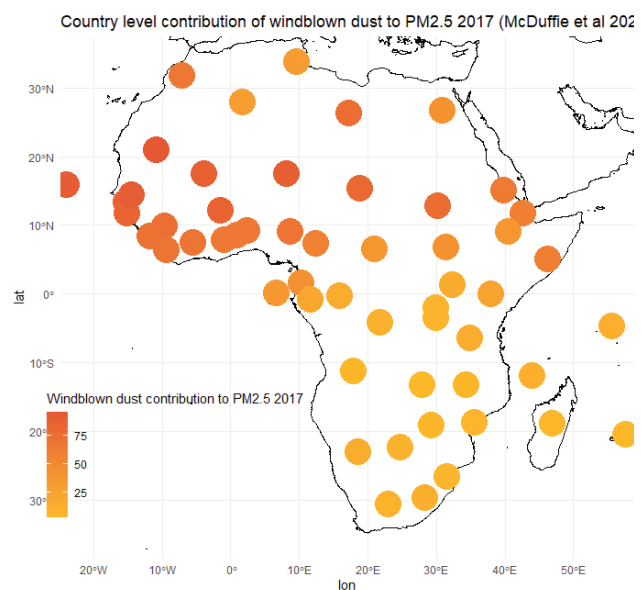 Country level contribution of windblown dust to PM2.5 2017 (McDuffie et al 202
30°N
20°N
10°N
0°
10°S
20°
30°
lat
Windblown dust contribution to PM2.5 2017
75
50
25
20°W
10°W
0°
10°E
20°E
30°E
40°E
50°E
lon